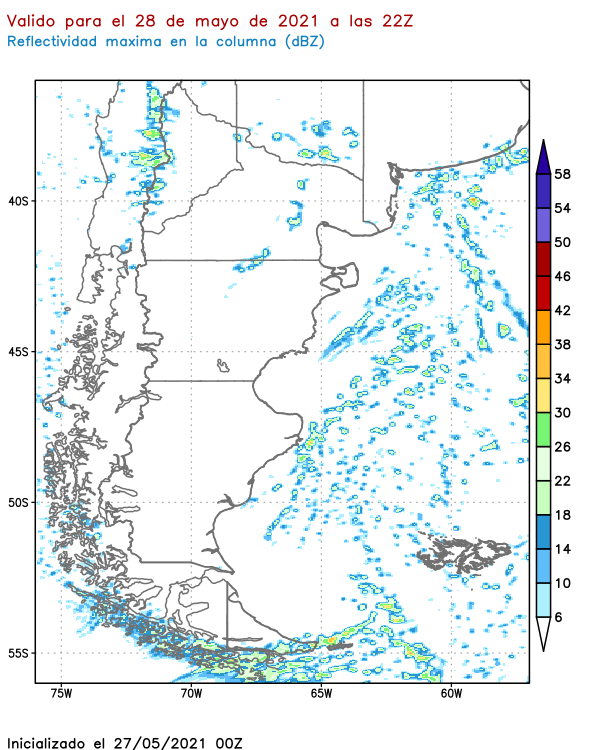 Valido para el 28 de mayo de 2021 a las 22Z
Reflectividad maxima en la columna (dBZ)
58
54
50
46
42
38
34
30
26
22
18
14
10
6
40S
45S
50S
55S
75W
70W
65W
60W
Inicializado el 27/05/2021 00Z